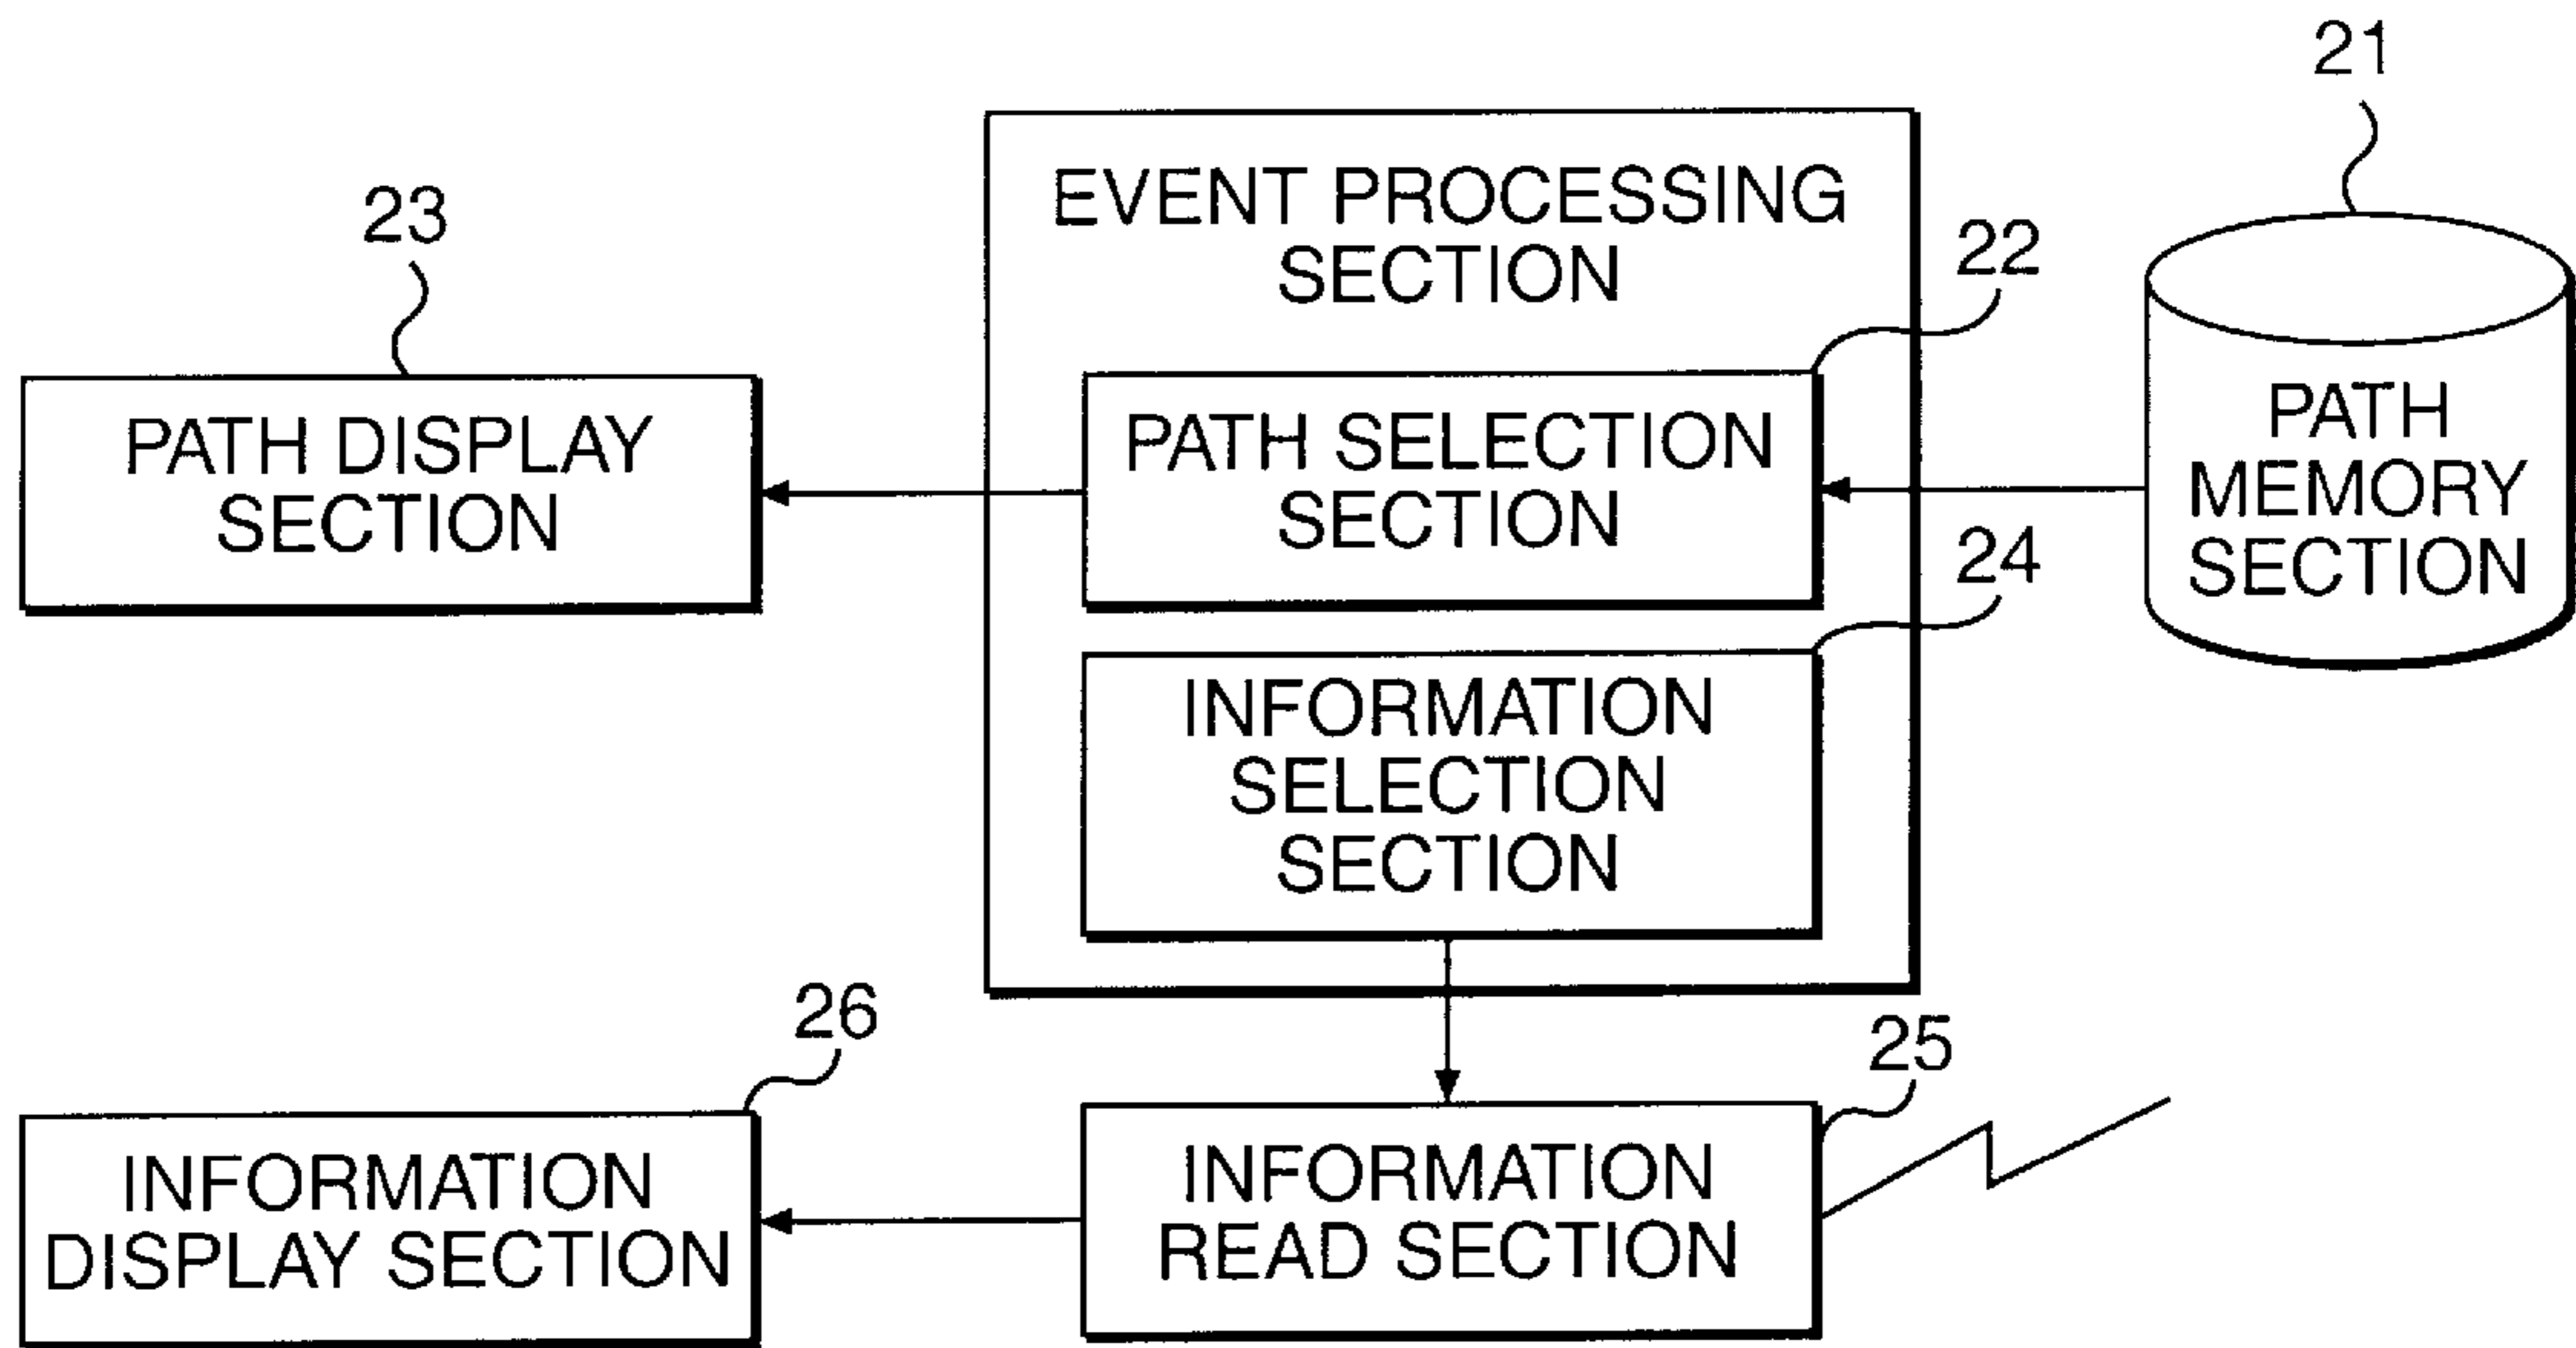 21
EVENT PROCESSING
SECTION
23
22
PATH DISPLAY
SECTION
PATH SELECTION
SECTION
PATH
MEMORY
SECTION
24
INFORMATION
SELECTION
SECTION
26
25
INFORMATION
DISPLAY SECTION
INFORMATION
READ SECTION